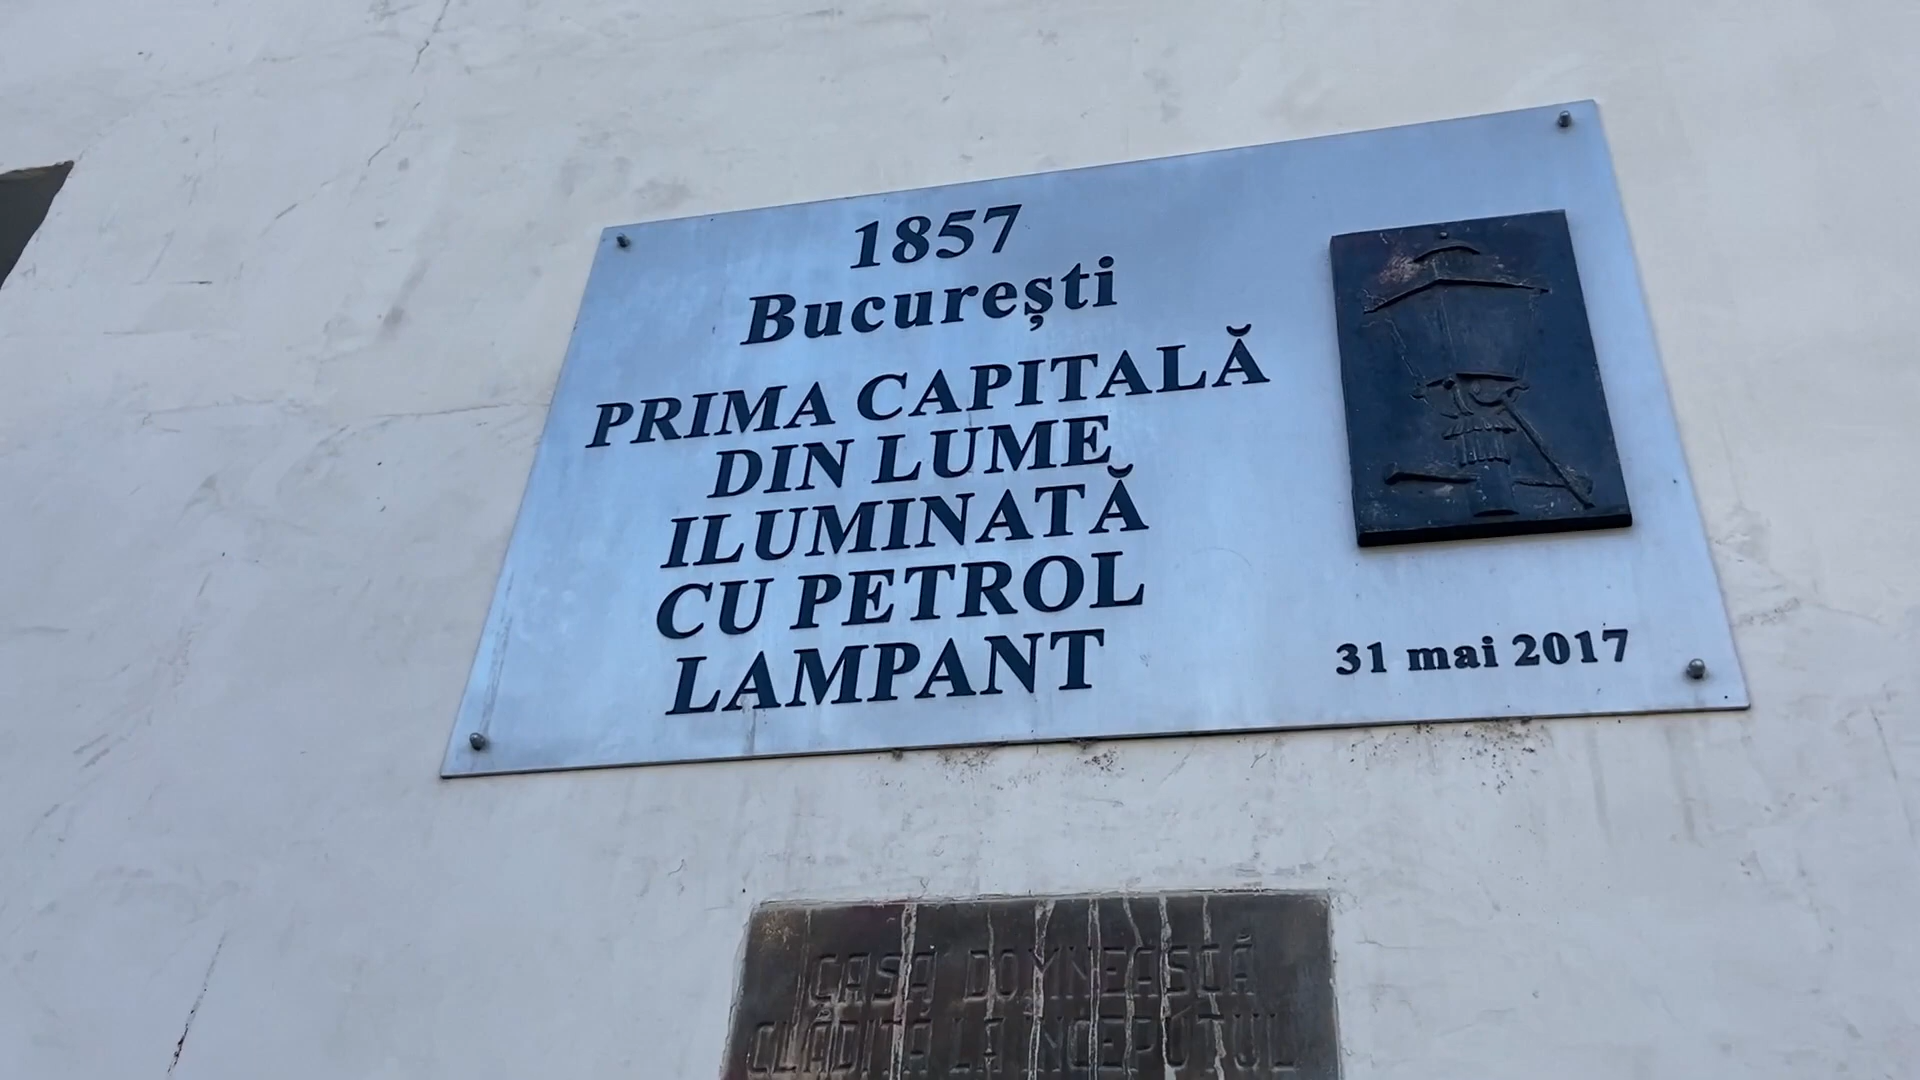 1857
București
PRIMA CAPITALĂ
DIN LUME
ILUMINATĂ
CU PETROL
LAMPANT
31 mai 2017
CASA DOMNEASCĂ
CLĂDITĂ LA ÎNCEPUTUL